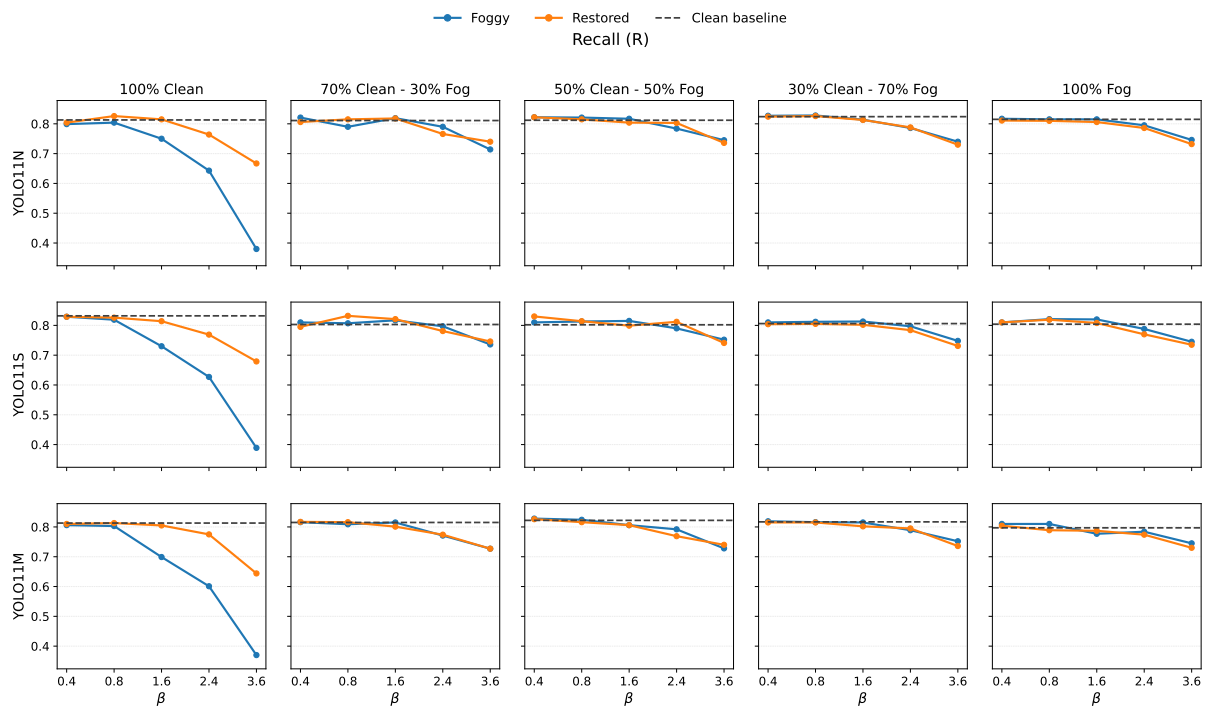 Foggy Restored Clean baseline
Recall (R)
100% Clean 70% Clean - 30% Fog 50% Clean - 50% Fog 30% Clean - 70% Fog 100% Fog
YOLO11N
0.8
0.7
0.6
0.5
0.4
YOLO11S
0.8
0.7
0.6
0.5
0.4
YOLO11M
0.8
0.7
0.6
0.5
0.4
0.4 0.8 1.6 2.4 3.6 0.4 0.8 1.6 2.4 3.6 0.4 0.8 1.6 2.4 3.6 0.4 0.8 1.6 2.4 3.6 0.4 0.8 1.6 2.4 3.6
β β β β β